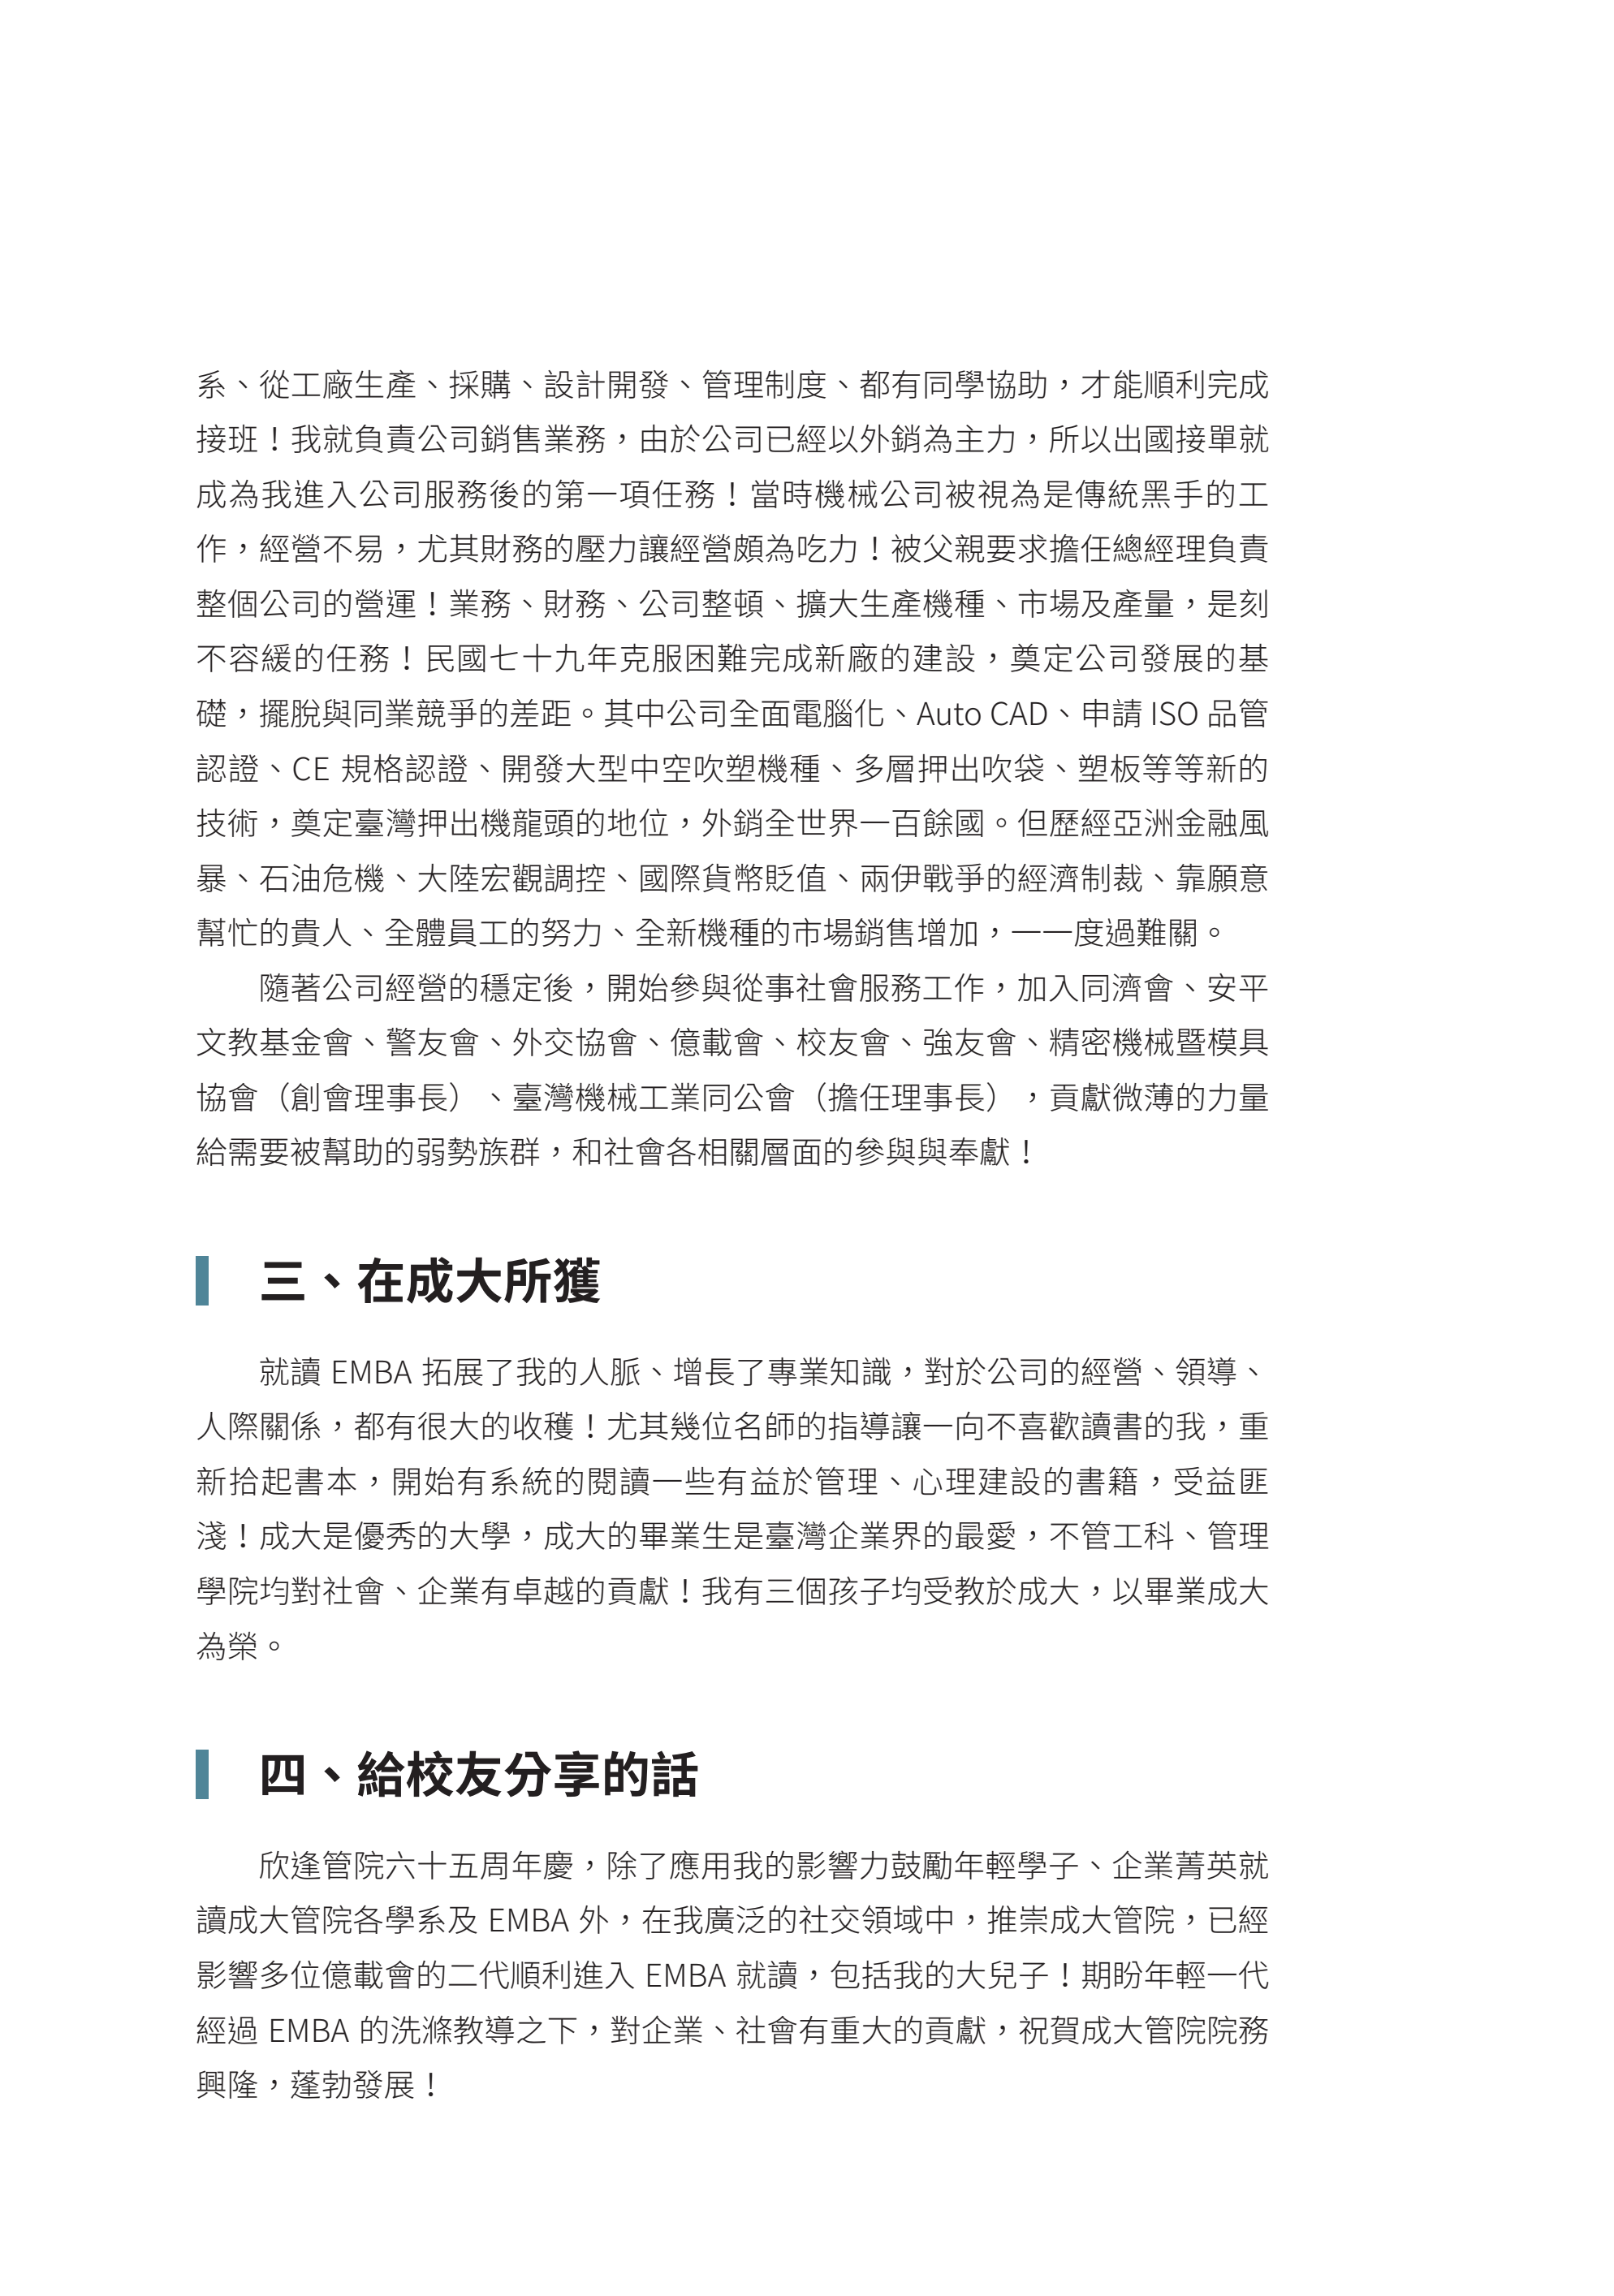 系、從工廠生產、採購、設計開發、管理制度、都有同學協助，才能順利完成
接班！我就負責公司銷售業務，由於公司已經以外銷為主力，所以出國接單就
成為我進入公司服務後的第一項任務！當時機械公司被視為是傳統黑手的工
作，經營不易，尤其財務的壓力讓經營頗為吃力！被父親要求擔任總經理負責
整個公司的營運！業務、財務、公司整頓、擴大生產機種、市場及產量，是刻
不容緩的任務！民國七十九年克服困難完成新廠的建設，奠定公司發展的基
礎，擺脫與同業競爭的差距。其中公司全面電腦化、Auto CAD、申請 ISO 品管
認證、CE 規格認證、開發大型中空吹塑機種、多層押出吹袋、塑板等等新的
技術，奠定臺灣押出機龍頭的地位，外銷全世界一百餘國。但歷經亞洲金融風
暴、石油危機、大陸宏觀調控、國際貨幣貶值、兩伊戰爭的經濟制裁、靠願意
幫忙的貴人、全體員工的努力、全新機種的市場銷售增加，一一度過難關。
隨著公司經營的穩定後，開始參與從事社會服務工作，加入同濟會、安平
文教基金會、警友會、外交協會、億載會、校友會、強友會、精密機械暨模具
協會（創會理事長）、臺灣機械工業同公會（擔任理事長），貢獻微薄的力量
給需要被幫助的弱勢族群，和社會各相關層面的參與與奉獻！
三、在成大所獲
就讀 EMBA 拓展了我的人脈、增長了專業知識，對於公司的經營、領導、
人際關係，都有很大的收穫！尤其幾位名師的指導讓一向不喜歡讀書的我，重
新拾起書本，開始有系統的閱讀一些有益於管理、心理建設的書籍，受益匪
淺！成大是優秀的大學，成大的畢業生是臺灣企業界的最愛，不管工科、管理
學院均對社會、企業有卓越的貢獻！我有三個孩子均受教於成大，以畢業成大
為榮。
四、給校友分享的話
欣逢管院六十五周年慶，除了應用我的影響力鼓勵年輕學子、企業菁英就
讀成大管院各學系及 EMBA 外，在我廣泛的社交領域中，推崇成大管院，已經
影響多位億載會的二代順利進入 EMBA 就讀，包括我的大兒子！期盼年輕一代
經過 EMBA 的洗滌教導之下，對企業、社會有重大的貢獻，祝賀成大管院院務
興隆，蓬勃發展！